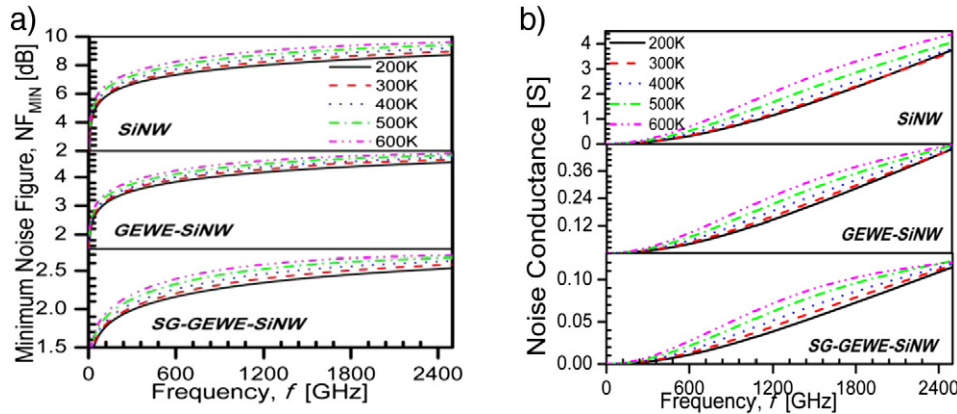 a)
Minimum Noise Figure, NF_MIN [dB]
10
8
6
4
2
4
3
2
2.5
2.0
1.5
200K
300K
400K
500K
600K
SiNW
GEWE-SiNW
SG-GEWE-SiNW
0
600
1200
1800
2400
Frequency, f [GHz]
b)
Noise Conductance [S]
4
3
2
1
0
0.36
0.24
0.12
0.10
0.05
0.00
200K
300K
400K
500K
600K
SiNW
GEWE-SiNW
SG-GEWE-SiNW
0
600
1200
1800
2400
Frequency, f [GHz]